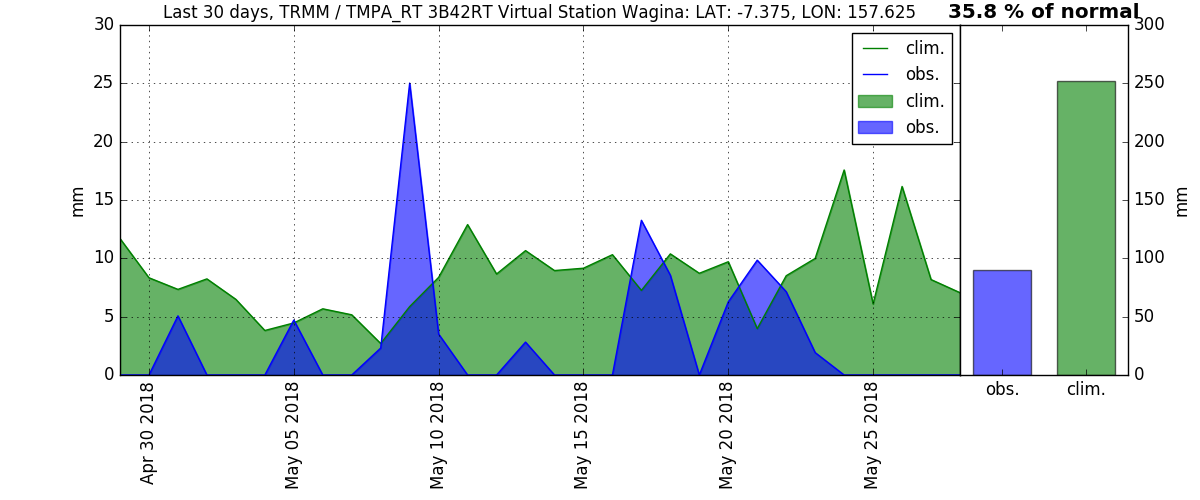 Last 30 days, TRMM / TMPA_RT 3B42RT Virtual Station Wagina: LAT: -7.375, LON: 157.625
35.8 % of normal
30
25
20
15
10
5
0
mm
clim.
obs.
clim.
obs.
300
250
200
150
100
50
0
mm
Apr 30 2018
May 05 2018
May 10 2018
May 15 2018
May 20 2018
May 25 2018
obs.
clim.